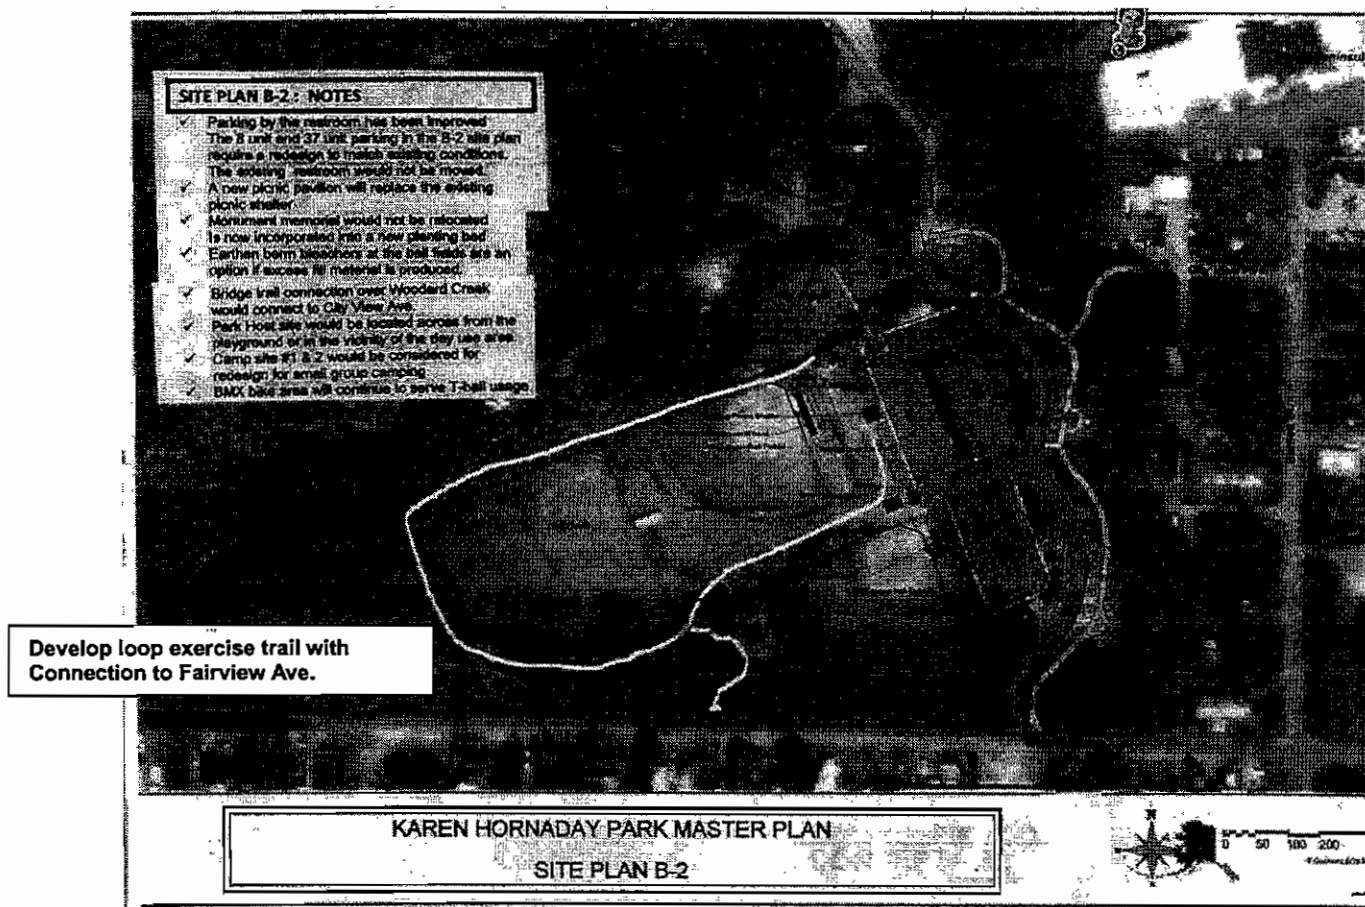 SITE PLAN B-2 : NOTES
✓ Parking by the restroom has been improved
The 8 unit and 37 unit parking in the B-2 site plan
require a redesign to match existing conditions.
The existing restroom would not be moved.
✓ A new picnic pavilion will replace the existing
picnic shelter
✓ Monument memorial would not be relocated
Is now incorporated into a new planting bed
✓ Earthen berm bleachers at the ball fields are an
option if excess fill material is produced.
✓ Bridge trail connection over Woodard Creek
would connect to City View Ave
✓ Park Host site would be located across from the
playground or in the vicinity of the day use area
✓ Camp site #1 & 2 would be considered for
redesign for small group camping
✓ BMX bike area will continue to serve T-ball usage
Develop loop exercise trail with
Connection to Fairview Ave.
KAREN HORNADAY PARK MASTER PLAN
SITE PLAN B-2
N
0 50 100 200